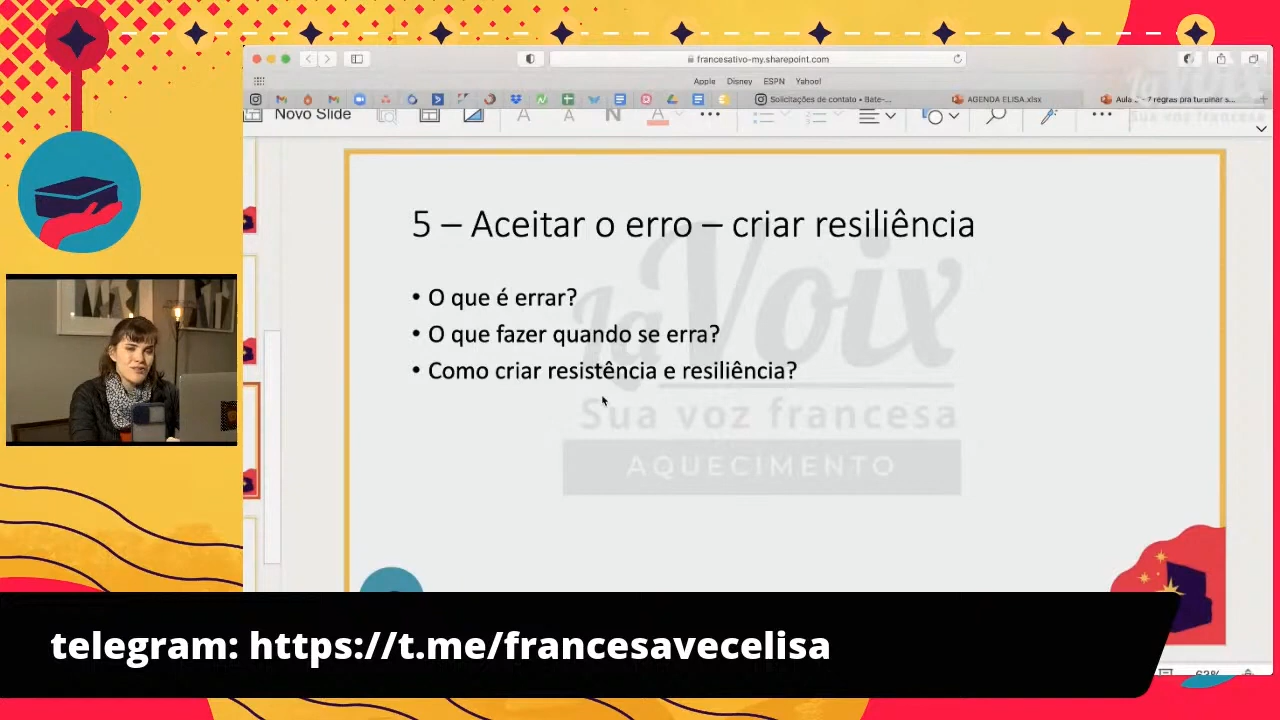 francesativo-my.sharepoint.com
Apple Disney ESPN Yahoo!
Solicitações de contato • Bate-...
AGENDA ELISA.xlsx
Novo Slide
5 – Aceitar o erro – criar resiliência
• O que é errar?
• O que fazer quando se erra?
• Como criar resistência e resiliência?
la Voix
Sua voz francesa
AQUECIMENTO
telegram: https://t.me/francesavecelisa